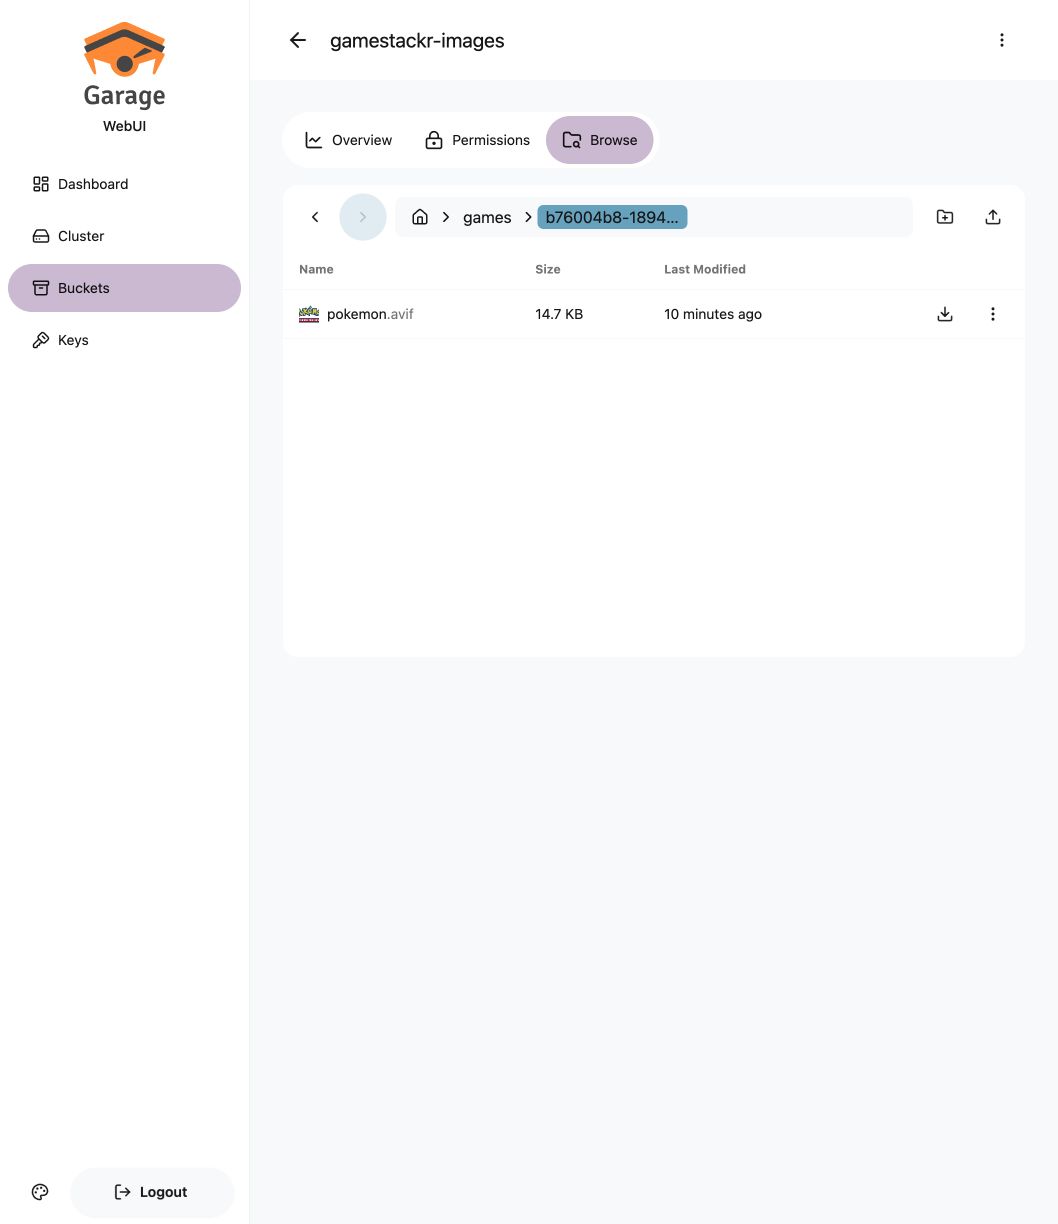 Garage
WebUI
Dashboard
Cluster
Buckets
Keys
Logout
gamestackr-images
Overview
Permissions
Browse
games
b76004b8-1894...
Name Size Last Modified
pokemon.avif 14.7 KB 10 minutes ago